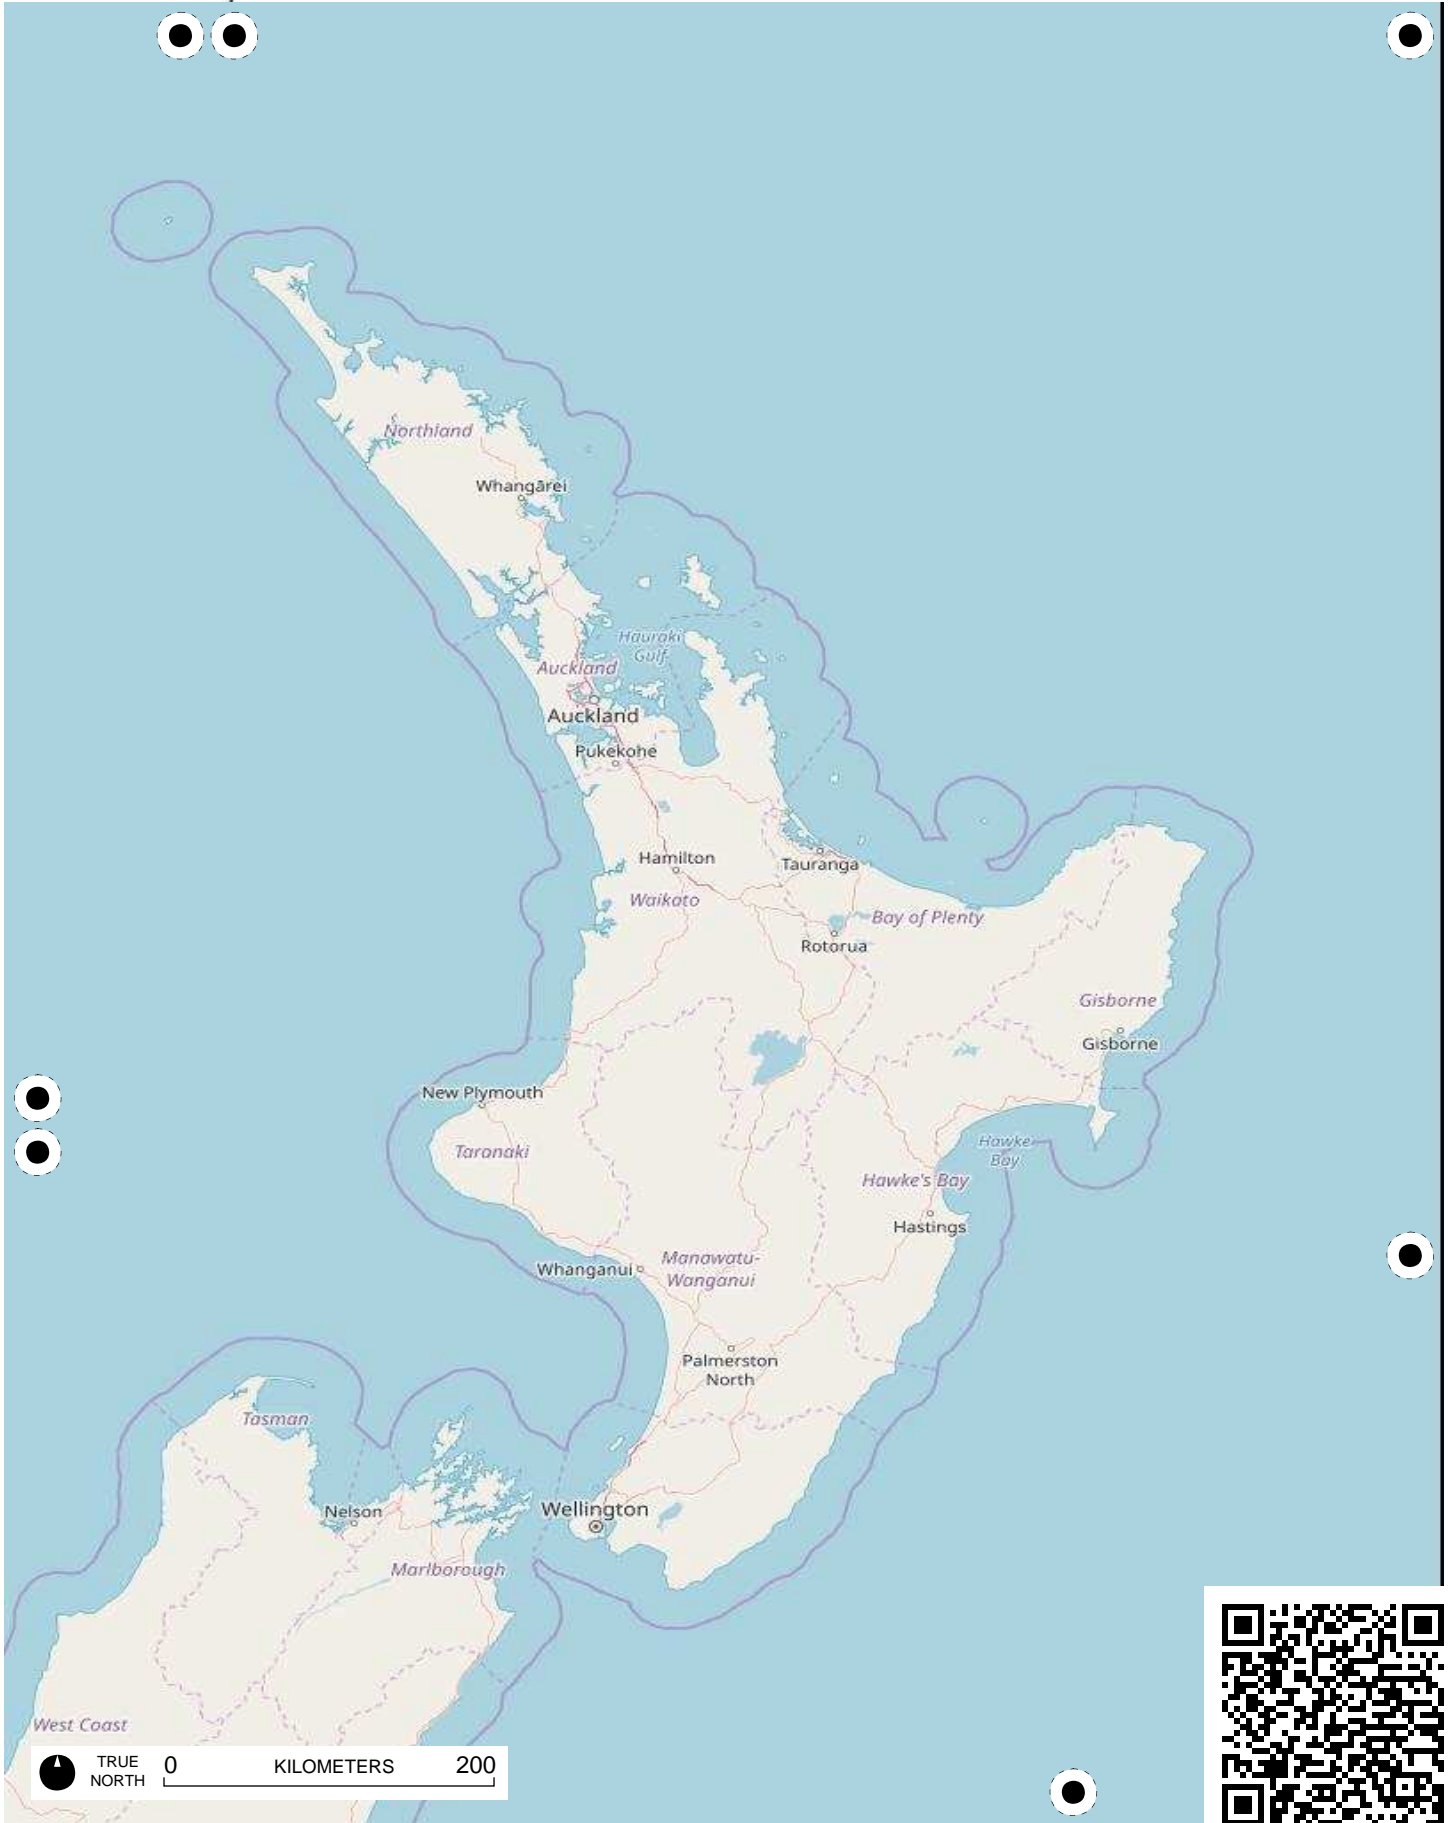 Northland
Whangārei
Hauraki
Gulf
Auckland
Auckland
Pukekohe
Hamilton
Tauranga
Waikato
Bay of Plenty
Rotorua
Gisborne
Gisborne
New Plymouth
Hawke
Bay
Taranaki
Hawke's Bay
Hastings
Manawatu-
Wanganui
Whanganui
Palmerston
North
Tasman
Nelson
Wellington
Marlborough
West Coast
TRUE
NORTH
0 KILOMETERS 200